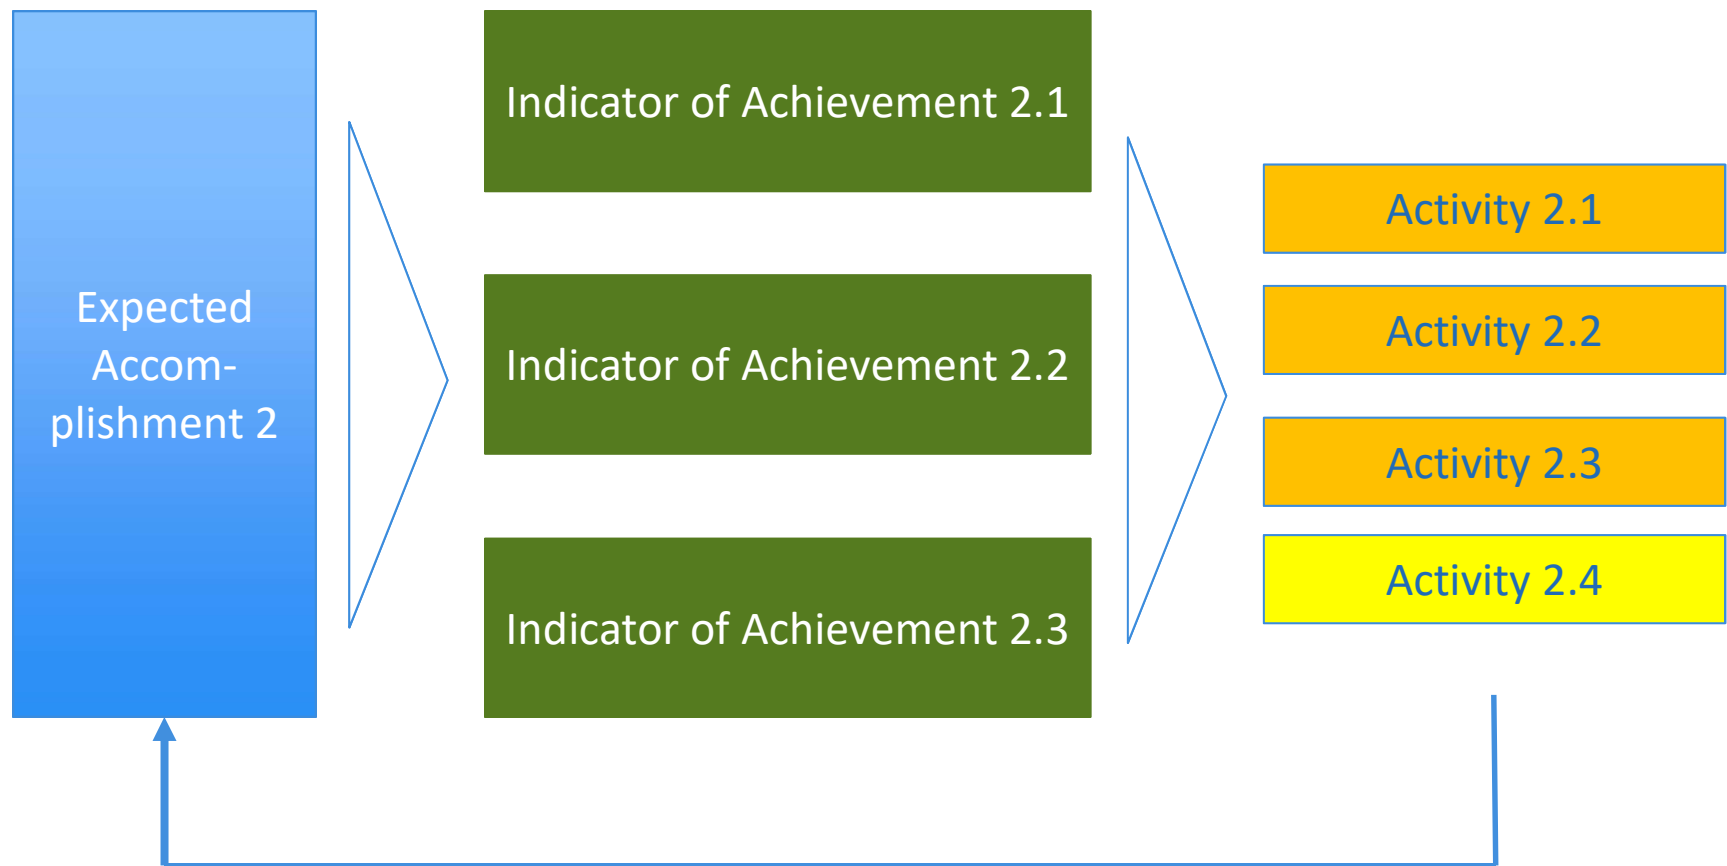 Expected
Accom-
plishment 2
Indicator of Achievement 2.1
Indicator of Achievement 2.2
Indicator of Achievement 2.3
Activity 2.1
Activity 2.2
Activity 2.3
Activity 2.4